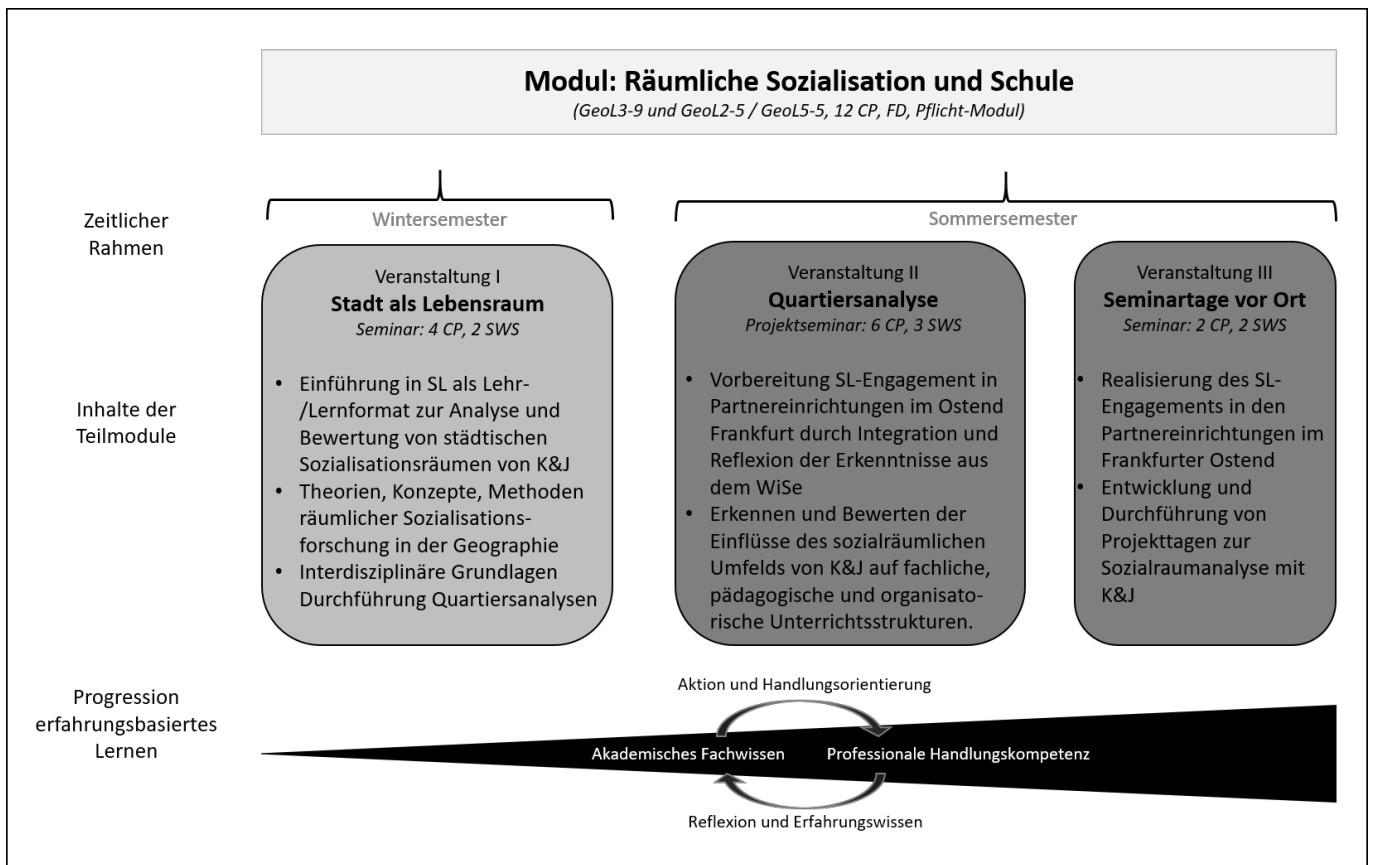 Modul: Räumliche Sozialisation und Schule
(GeoL3-9 und GeoL2-5 / GeoL5-5, 12 CP, FD, Pflicht-Modul)
Zeitlicher
Rahmen
Wintersemester
Sommersemester
Inhalte der
Teilmodule
Veranstaltung I
Stadt als Lebensraum
Seminar: 4 CP, 2 SWS
• Einführung in SL als Lehr-
/Lernformat zur Analyse und
Bewertung von städtischen
Sozialisationsräumen von K&J
• Theorien, Konzepte, Methoden
räumlicher Sozialisations-
forschung in der Geographie
• Interdisziplinäre Grundlagen
Durchführung Quartiersanalysen
Veranstaltung II
Quartiersanalyse
Projektseminar: 6 CP, 3 SWS
• Vorbereitung SL-Engagement in
Partnereinrichtungen im Ostend
Frankfurt durch Integration und
Reflexion der Erkenntnisse aus
dem WiSe
• Erkennen und Bewerten der
Einflüsse des sozialräumlichen
Umfelds von K&J auf fachliche,
pädagogische und organisato-
rische Unterrichtsstrukturen.
Veranstaltung III
Seminartage vor Ort
Seminar: 2 CP, 2 SWS
• Realisierung des SL-
Engagements in den
Partnereinrichtungen im
Frankfurter Ostend
• Entwicklung und
Durchführung von
Projekttagen zur
Sozialraumanalyse mit
K&J
Progression
erfahrungsbasiertes
Lernen
Aktion und Handlungsorientierung
Akademisches Fachwissen
Professionale Handlungskompetenz
Reflexion und Erfahrungswissen